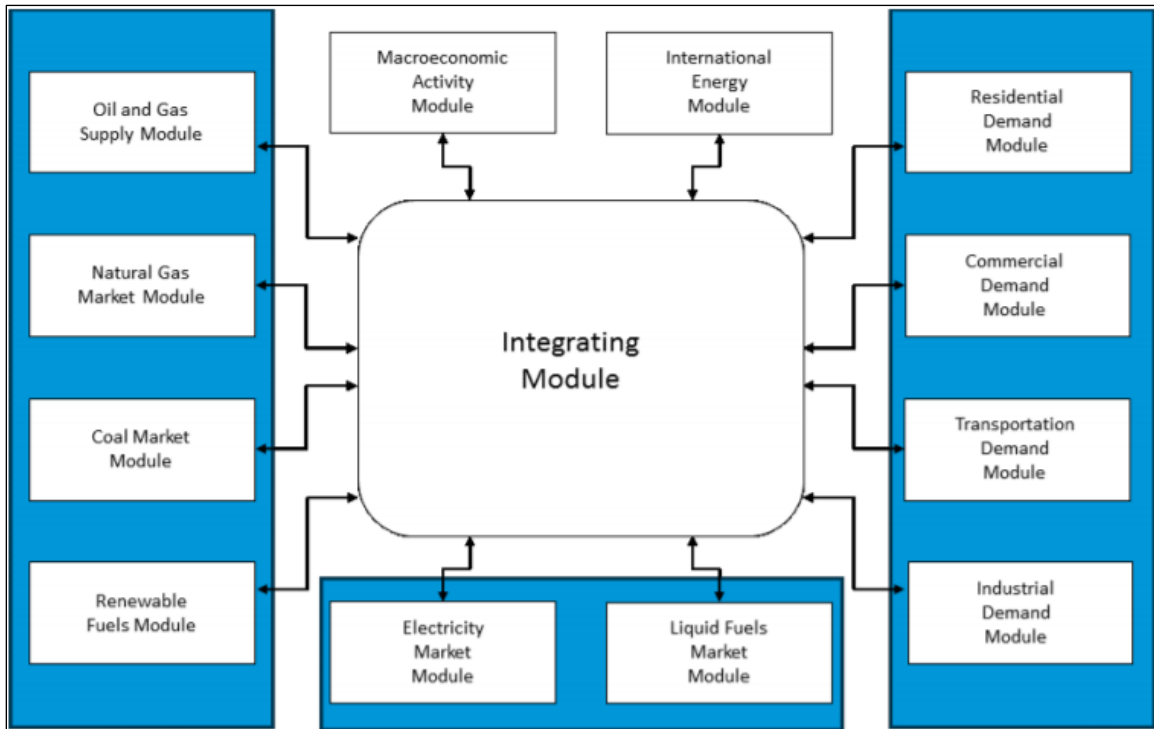 Oil and Gas
Supply Module
Natural Gas
Market Module
Coal Market
Module
Renewable
Fuels Module
Macroeconomic
Activity
Module
International
Energy
Module
Integrating
Module
Electricity
Market
Module
Liquid Fuels
Market
Module
Residential
Demand
Module
Commercial
Demand
Module
Transportation
Demand
Module
Industrial
Demand
Module